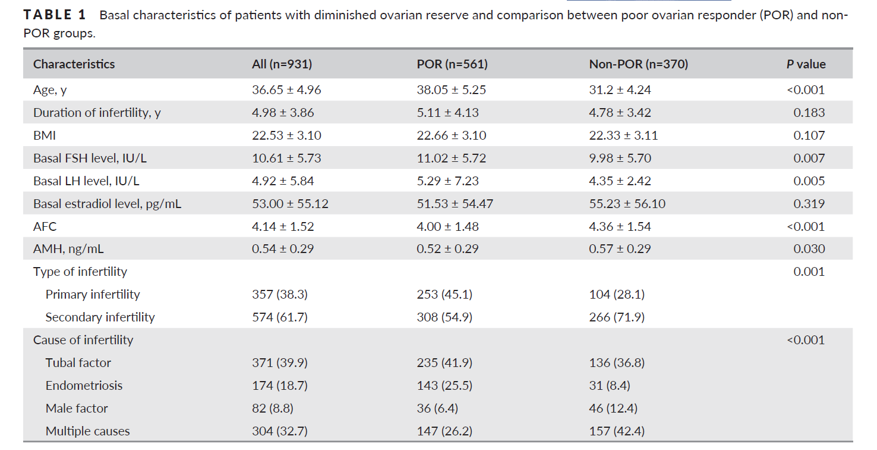 TABLE 1 Basal characteristics of patients with diminished ovarian reserve and comparison between poor ovarian responder (POR) and non-
POR groups.
Characteristics All (n=931) POR (n=561) Non-POR (n=370) P value
Age, y 36.65 ± 4.96 38.05 ± 5.25 31.2 ± 4.24 <0.001
Duration of infertility, y 4.98 ± 3.86 5.11 ± 4.13 4.78 ± 3.42 0.183
BMI 22.53 ± 3.10 22.66 ± 3.10 22.33 ± 3.11 0.107
Basal FSH level, IU/L 10.61 ± 5.73 11.02 ± 5.72 9.98 ± 5.70 0.007
Basal LH level, IU/L 4.92 ± 5.84 5.29 ± 7.23 4.35 ± 2.42 0.005
Basal estradiol level, pg/mL 53.00 ± 55.12 51.53 ± 54.47 55.23 ± 56.10 0.319
AFC 4.14 ± 1.52 4.00 ± 1.48 4.36 ± 1.54 <0.001
AMH, ng/mL 0.54 ± 0.29 0.52 ± 0.29 0.57 ± 0.29 0.030
Type of infertility 0.001
Primary infertility 357 (38.3) 253 (45.1) 104 (28.1)
Secondary infertility 574 (61.7) 308 (54.9) 266 (71.9)
Cause of infertility <0.001
Tubal factor 371 (39.9) 235 (41.9) 136 (36.8)
Endometriosis 174 (18.7) 143 (25.5) 31 (8.4)
Male factor 82 (8.8) 36 (6.4) 46 (12.4)
Multiple causes 304 (32.7) 147 (26.2) 157 (42.4)